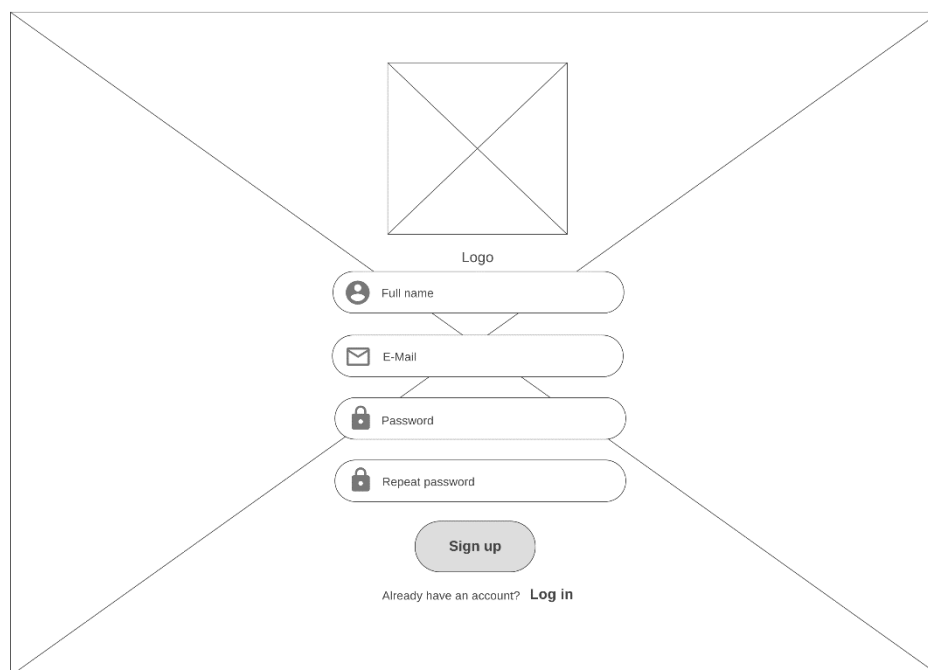 Logo
Full name
E-Mail
Password
Repeat password
Sign up
Already have an account? Log in